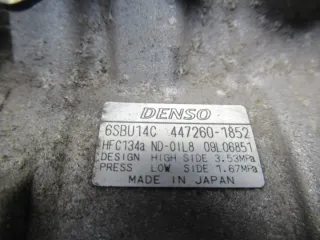 DENSO
6SBU14C 447260-1852
HFC134a ND-OIL8 09L06851
DESIGN HIGH SIDE 3.53MPa
PRESS LOW SIDE 1.67MPa
MADE IN JAPAN